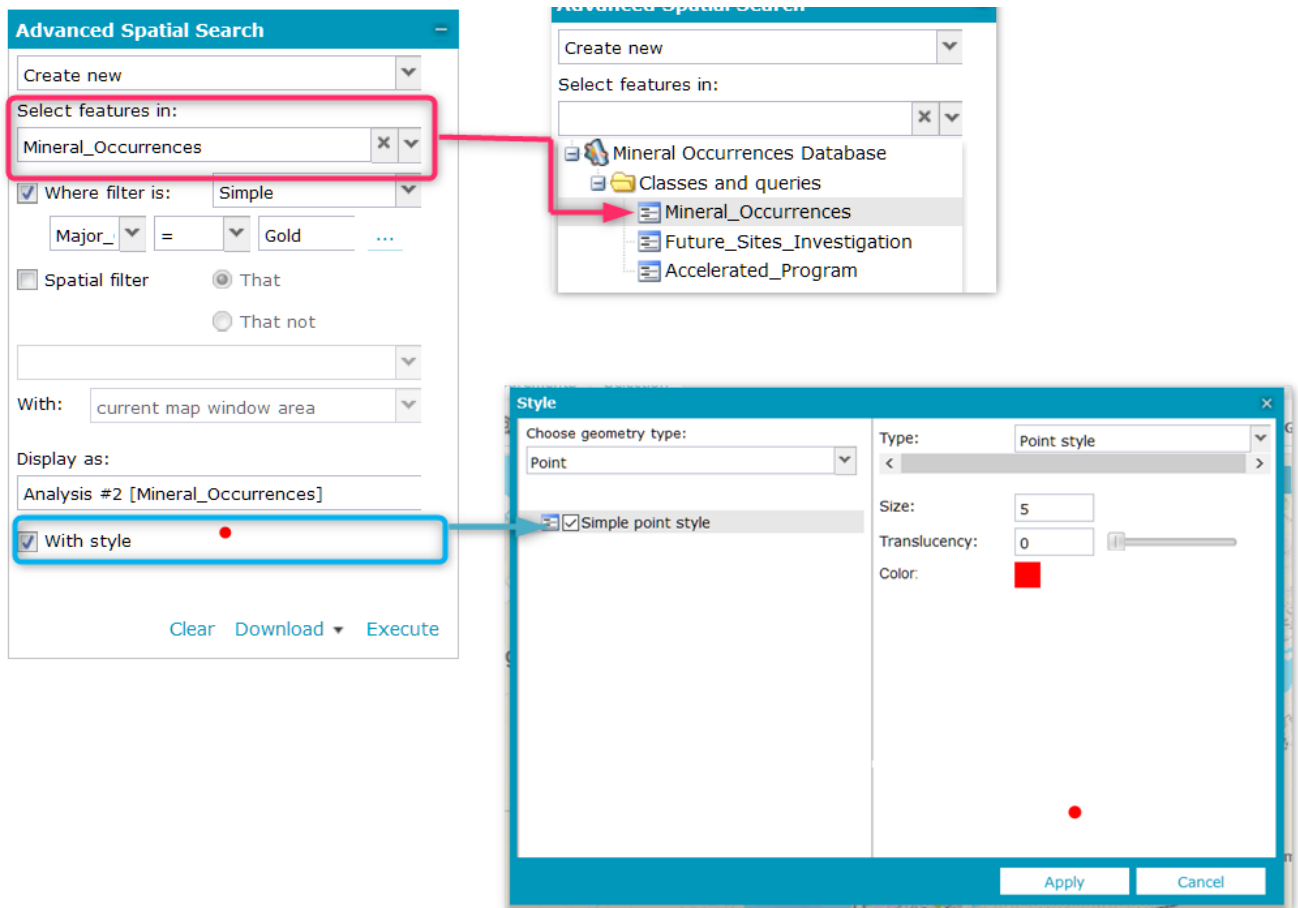 Advanced Spatial Search
Create new
Select features in:
Mineral_Occurrences
Where filter is: Simple
Major_ = Gold ...
Spatial filter That
That not
With: current map window area
Display as:
Analysis #2 [Mineral_Occurrences]
With style
Clear Download Execute
Advanced Spatial Search
Create new
Select features in:
Mineral Occurrences Database
Classes and queries
Mineral_Occurrences
Future_Sites_Investigation
Accelerated_Program
Style
Choose geometry type:
Point
Simple point style
Type: Point style
Size: 5
Translucency: 0
Color:
Apply Cancel